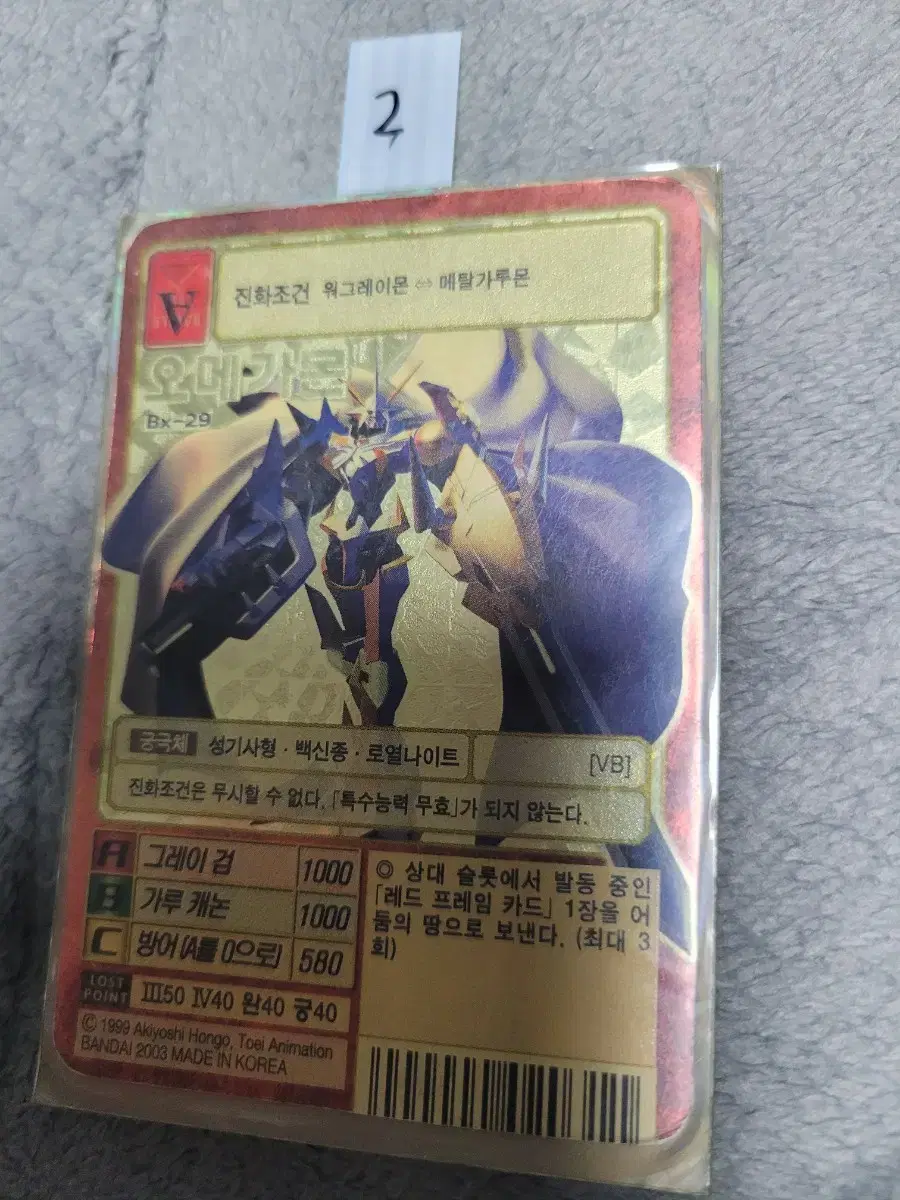 2
진화조건 워그레이몬 ⇔ 메탈가루몬
A
오메가몬
Bx-29
궁극체 성기사형・백신종・로열나이트 [VB]
진화조건은 무시할 수 없다. 「특수능력 무효」가 되지 않는다.
A 그레이 검 1000
가루 캐논 1000
C 방어 (A를 0으로) 580
LOST POINT Ⅲ50 Ⅳ40 완40 궁40
◎ 상대 슬롯에서 발동 중인
「레드 프레임 카드」 1장을 어
둠의 땅으로 보낸다. (최대 3
회)
© 1999 Akiyoshi Hongo, Toei Animation
BANDAI 2003 MADE IN KOREA